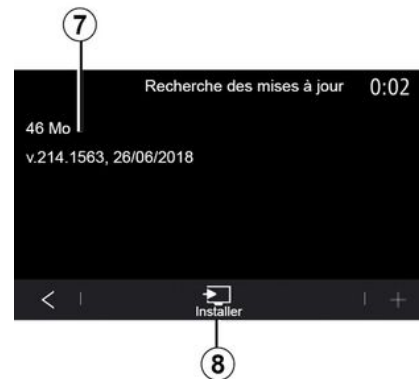 7
Recherche des mises à jour 0:02
46 Mo
v.214.1563, 26/06/2018
Installer
8